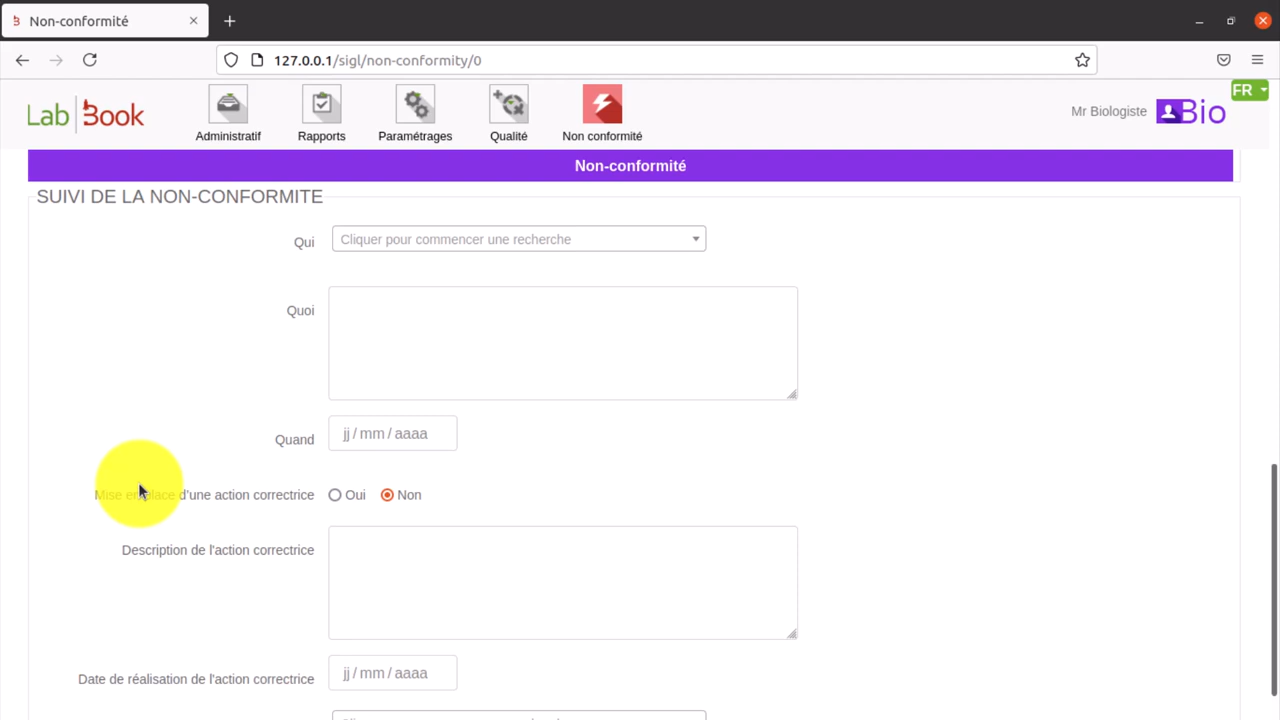 Non-conformité
127.0.0.1/sigl/non-conformity/0
Lab Book
Administratif
Rapports
Paramétrages
Qualité
Non conformité
Mr Biologiste
Bio
FR
Non-conformité
SUIVI DE LA NON-CONFORMITE
Qui
Cliquer pour commencer une recherche
Quoi
Quand
jj/mm/aaaa
Mise en place d'une action correctrice
Oui
Non
Description de l'action correctrice
Date de réalisation de l'action correctrice
jj/mm/aaaa